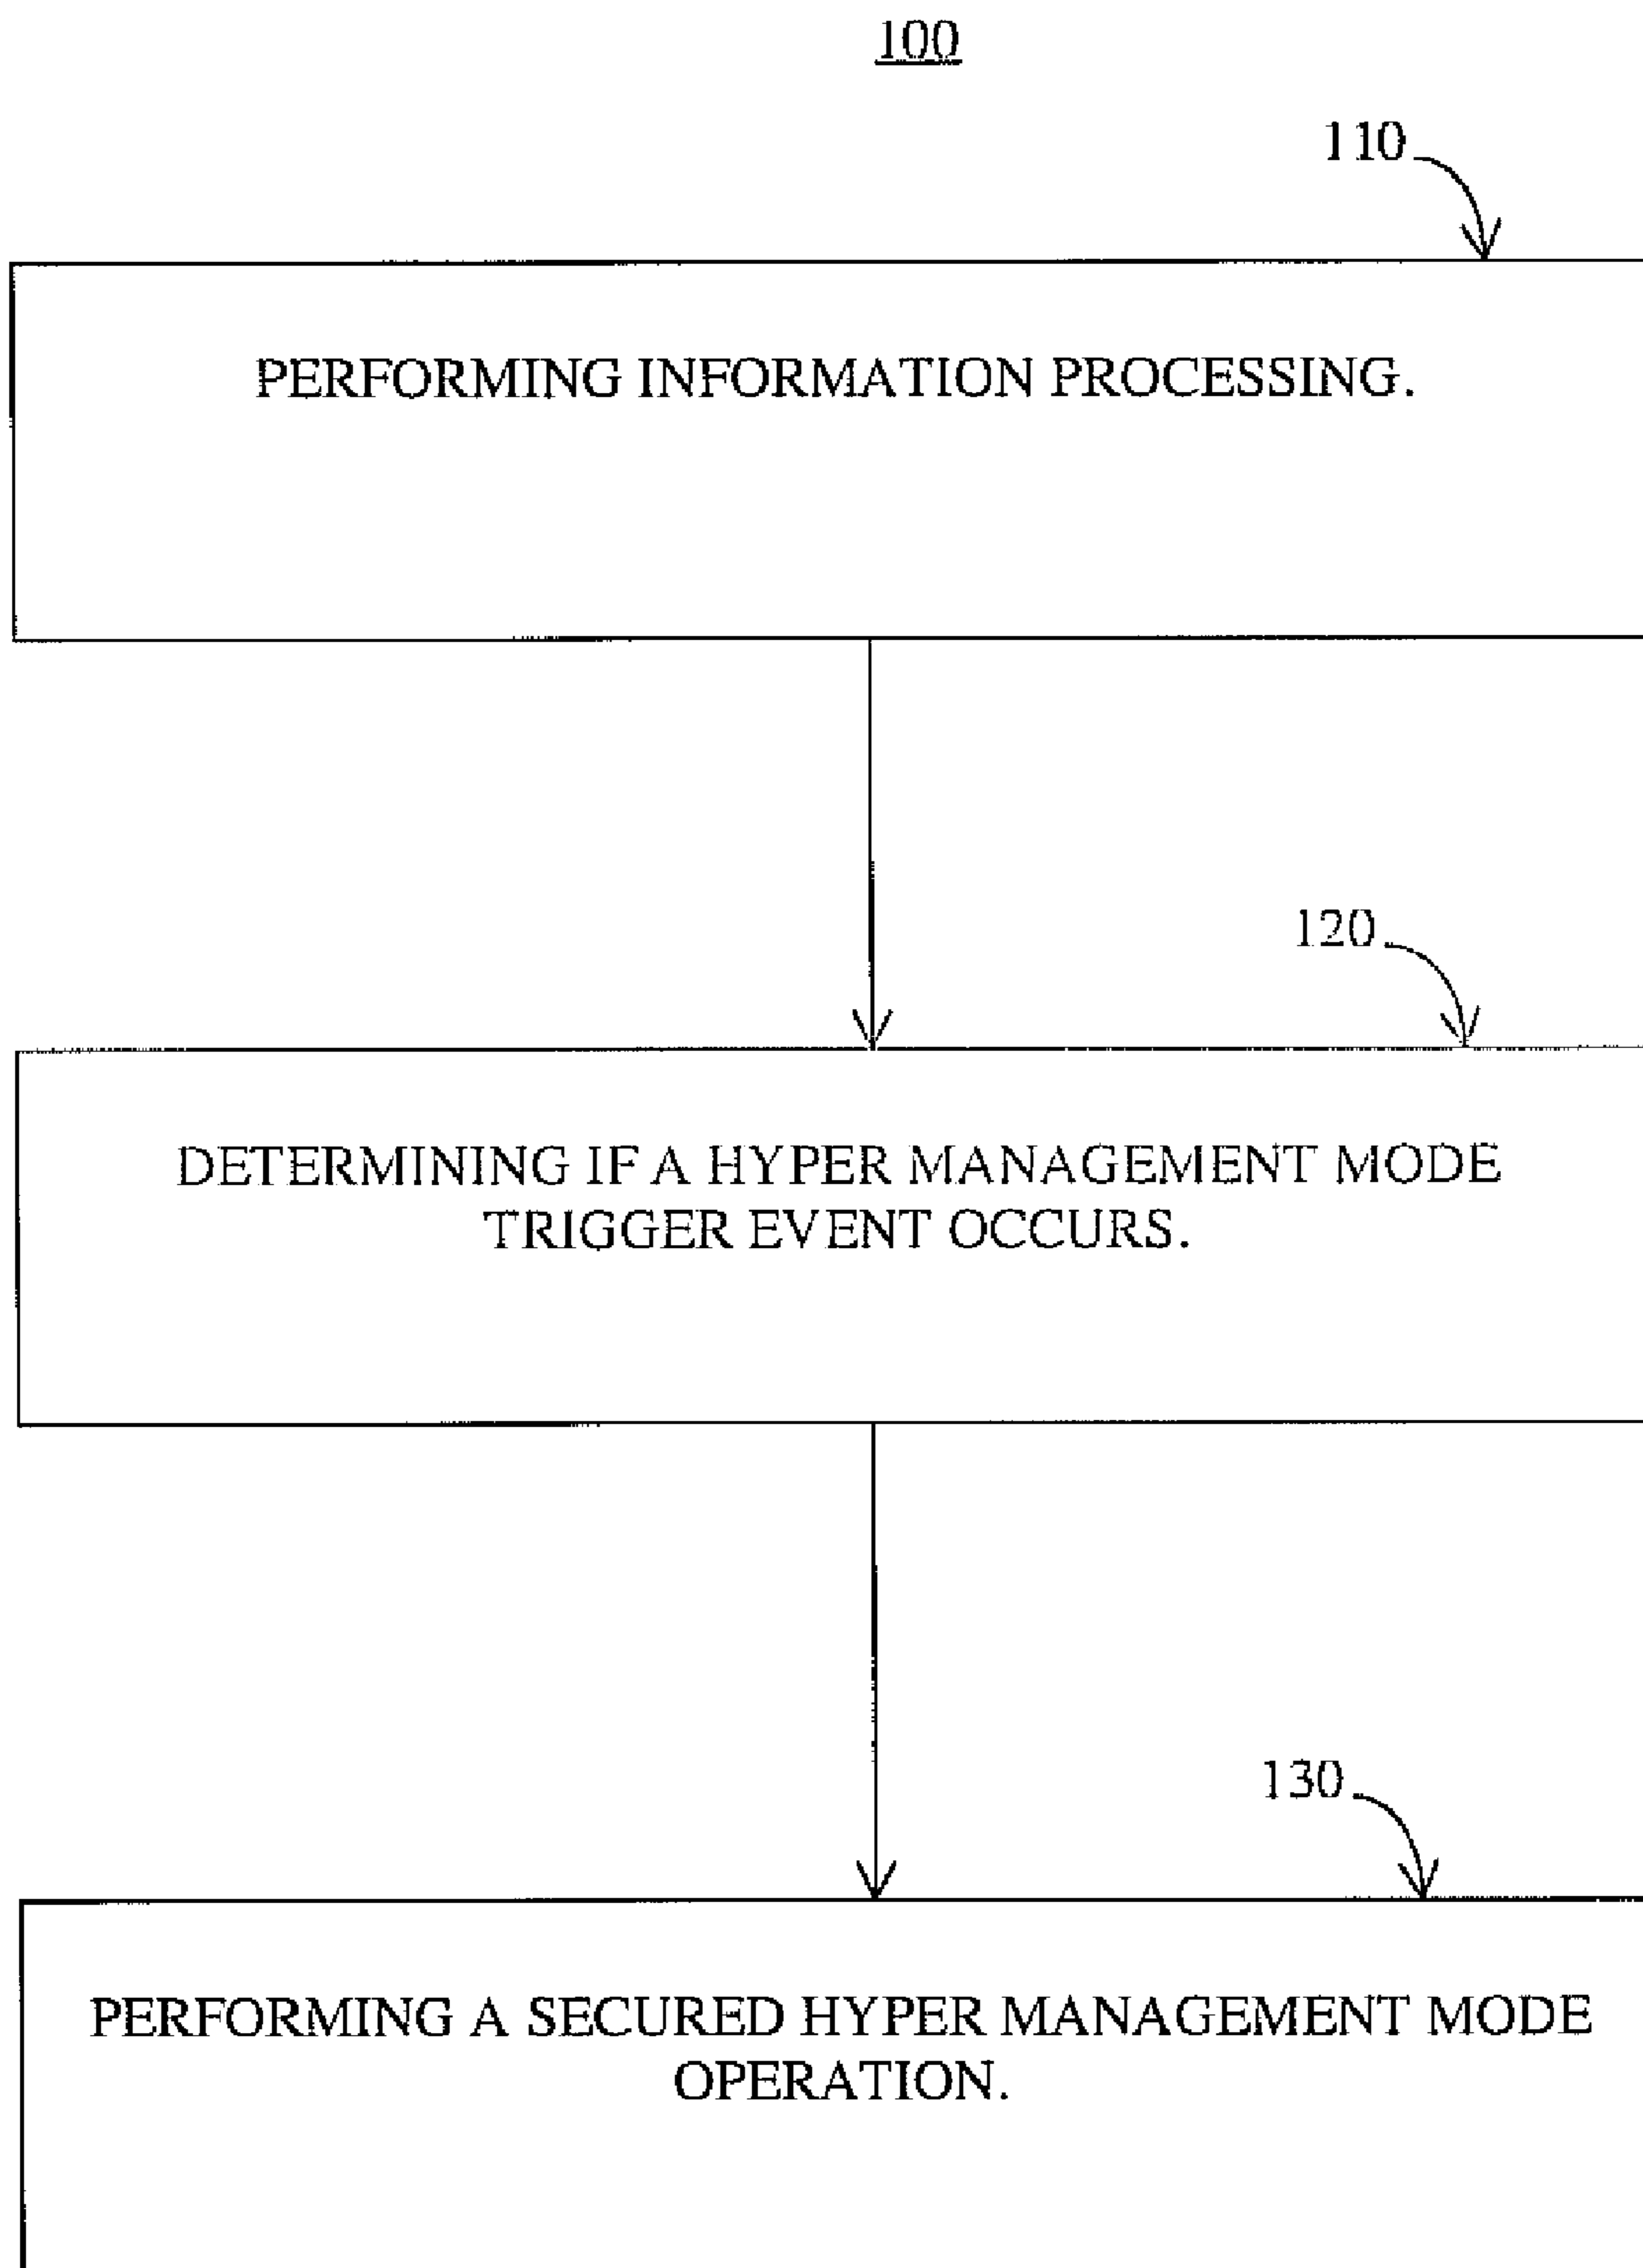 100
110
PERFORMING INFORMATION PROCESSING.
120
DETERMINING IF A HYPER MANAGEMENT MODE
TRIGGER EVENT OCCURS.
130
PERFORMING A SECURED HYPER MANAGEMENT MODE
OPERATION.